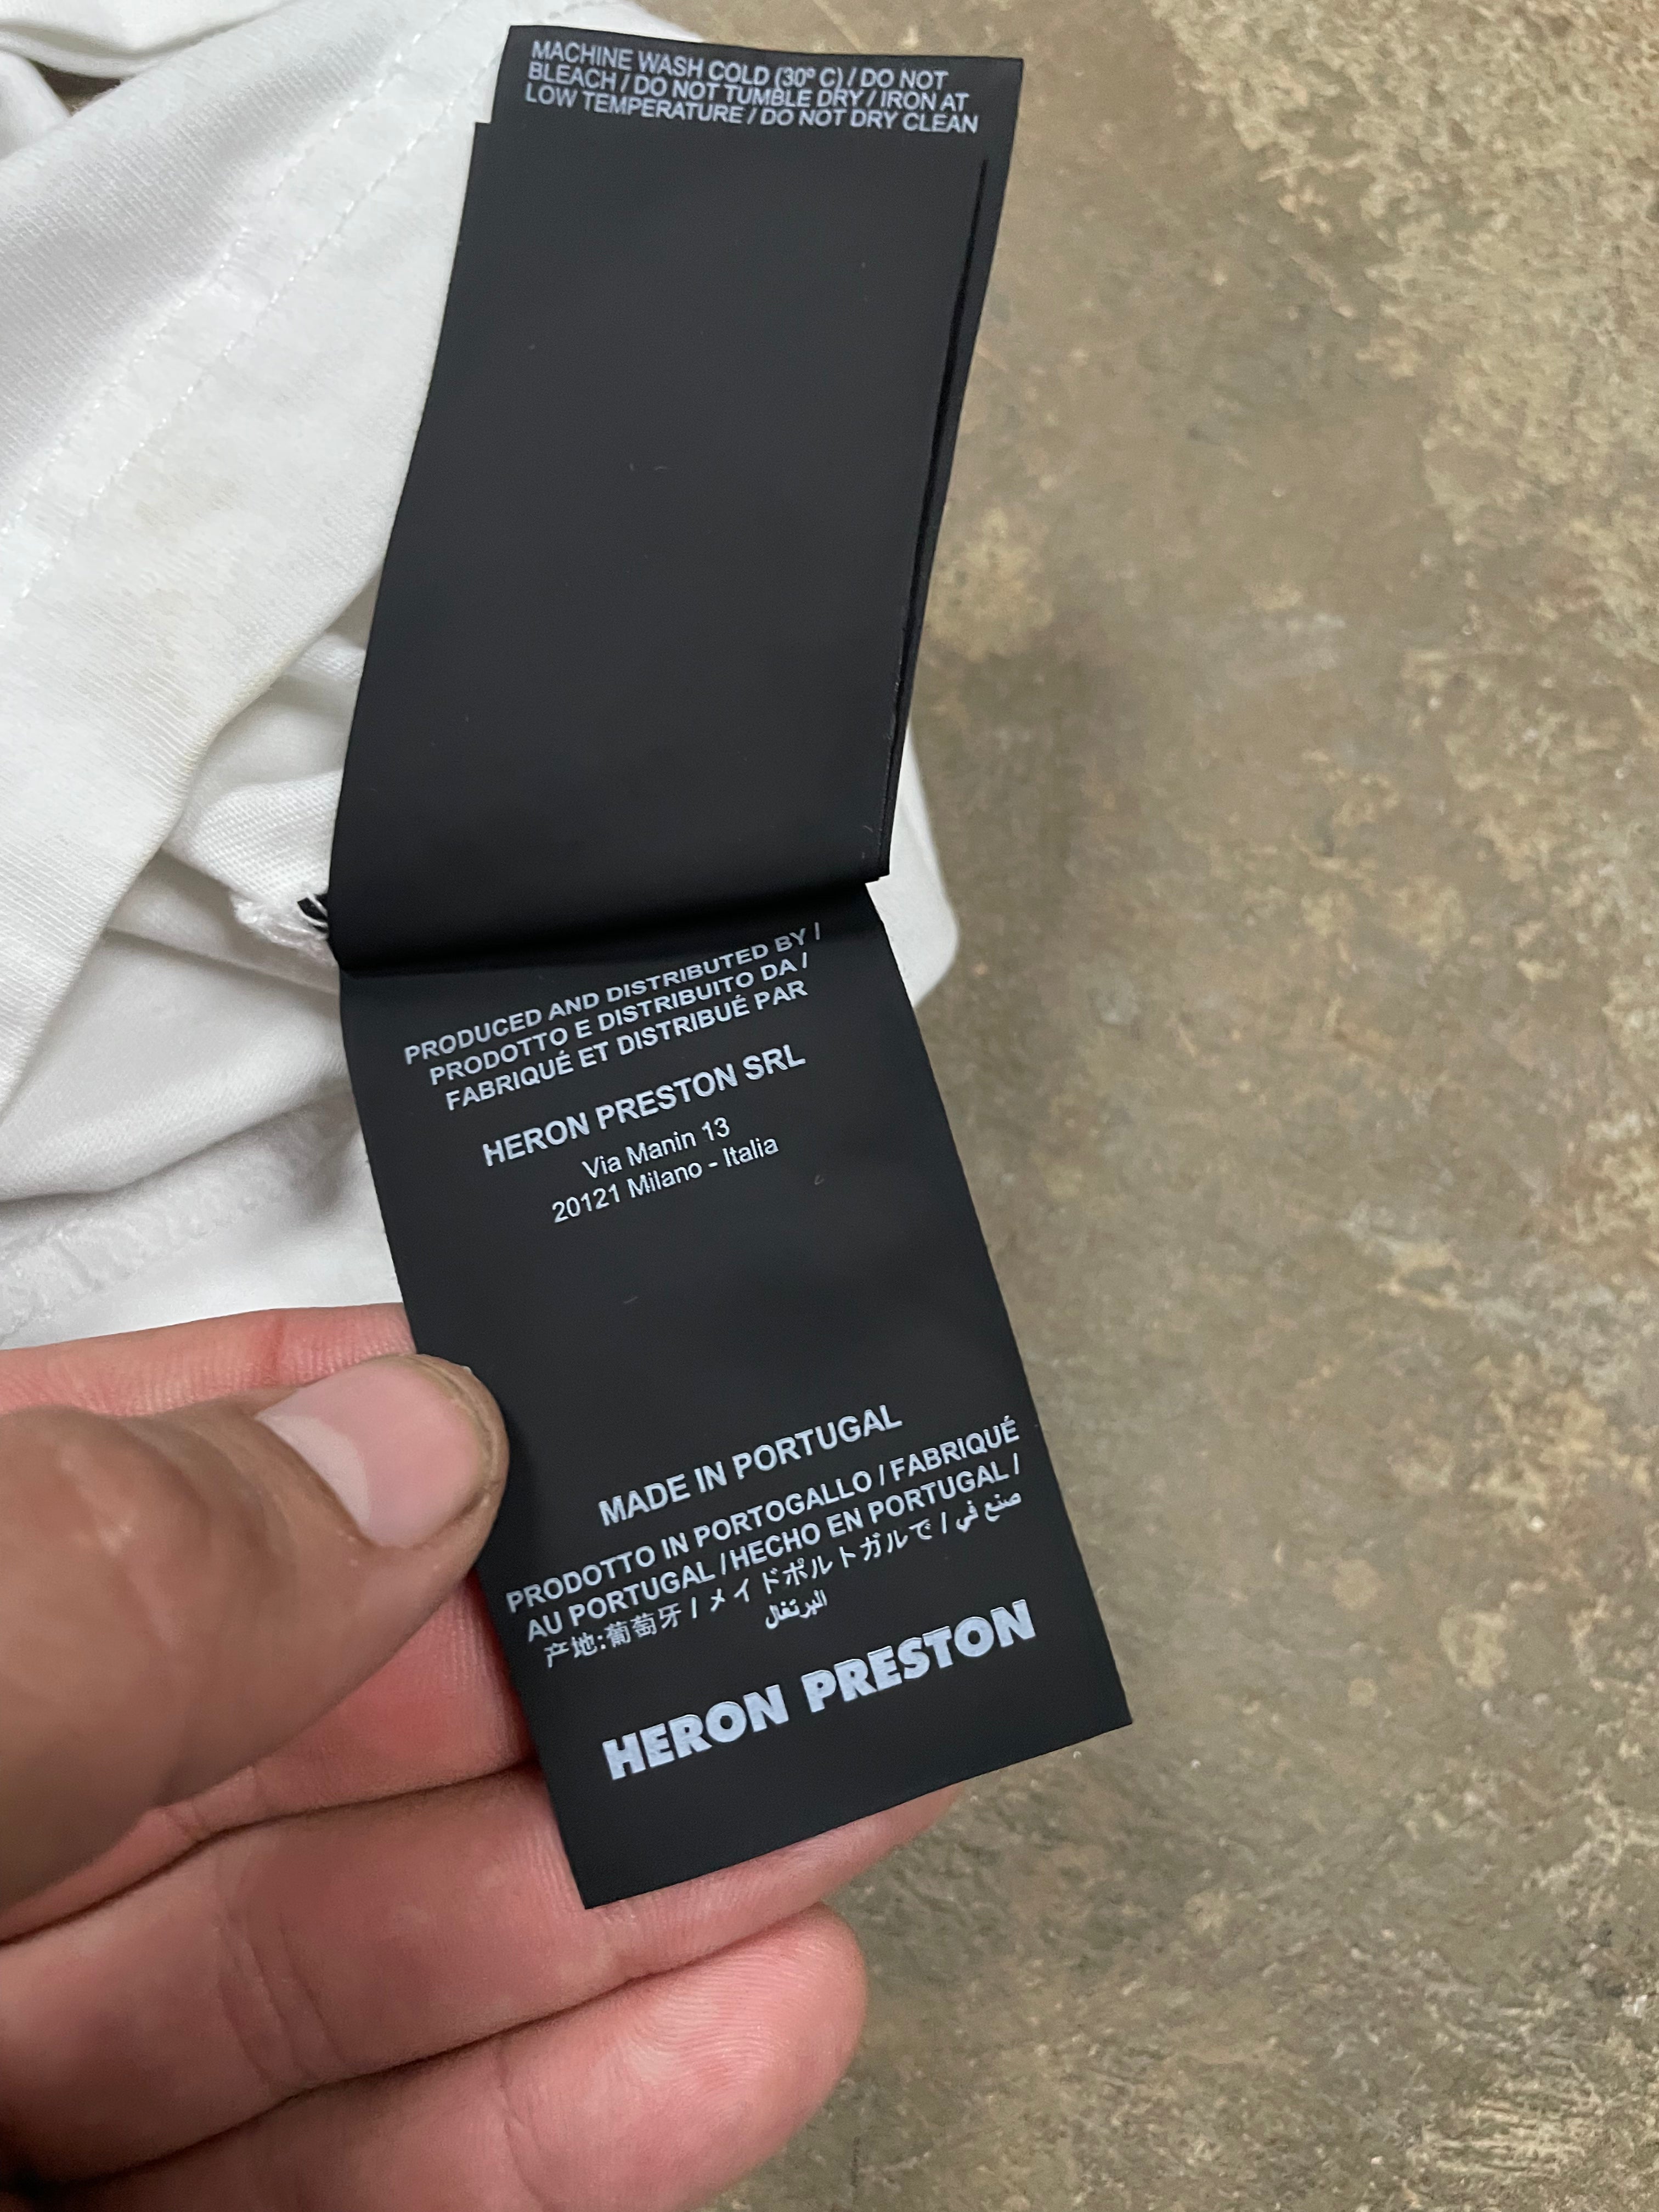 MACHINE WASH COLD (30º C) / DO NOT
BLEACH / DO NOT TUMBLE DRY / IRON AT
LOW TEMPERATURE / DO NOT DRY CLEAN
PRODUCED AND DISTRIBUTED BY /
PRODOTTO E DISTRIBUITO DA /
FABRIQUÉ ET DISTRIBUÉ PAR
HERON PRESTON SRL
Via Manin 13
20121 Milano - Italia
MADE IN PORTUGAL
PRODOTTO IN PORTOGALLO / FABRIQUÉ
AU PORTUGAL / HECHO EN PORTUGAL /
产地:葡萄牙 / メイドポルトガルで / صنع في
البرتغال
HERON PRESTON